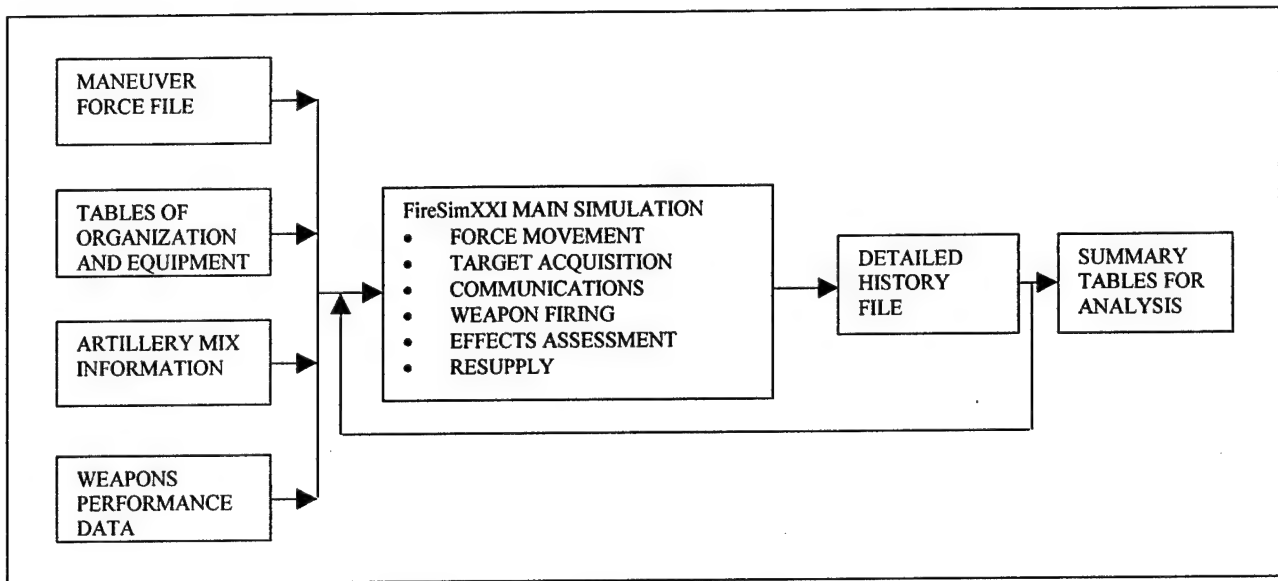 MANEUVER
FORCE FILE
TABLES OF
ORGANIZATION
AND EQUIPMENT
ARTILLERY MIX
INFORMATION
WEAPONS
PERFORMANCE
DATA
FireSimXXI MAIN SIMULATION
• FORCE MOVEMENT
• TARGET ACQUISITION
• COMMUNICATIONS
• WEAPON FIRING
• EFFECTS ASSESSMENT
• RESUPPLY
DETAILED
HISTORY
FILE
SUMMARY
TABLES FOR
ANALYSIS